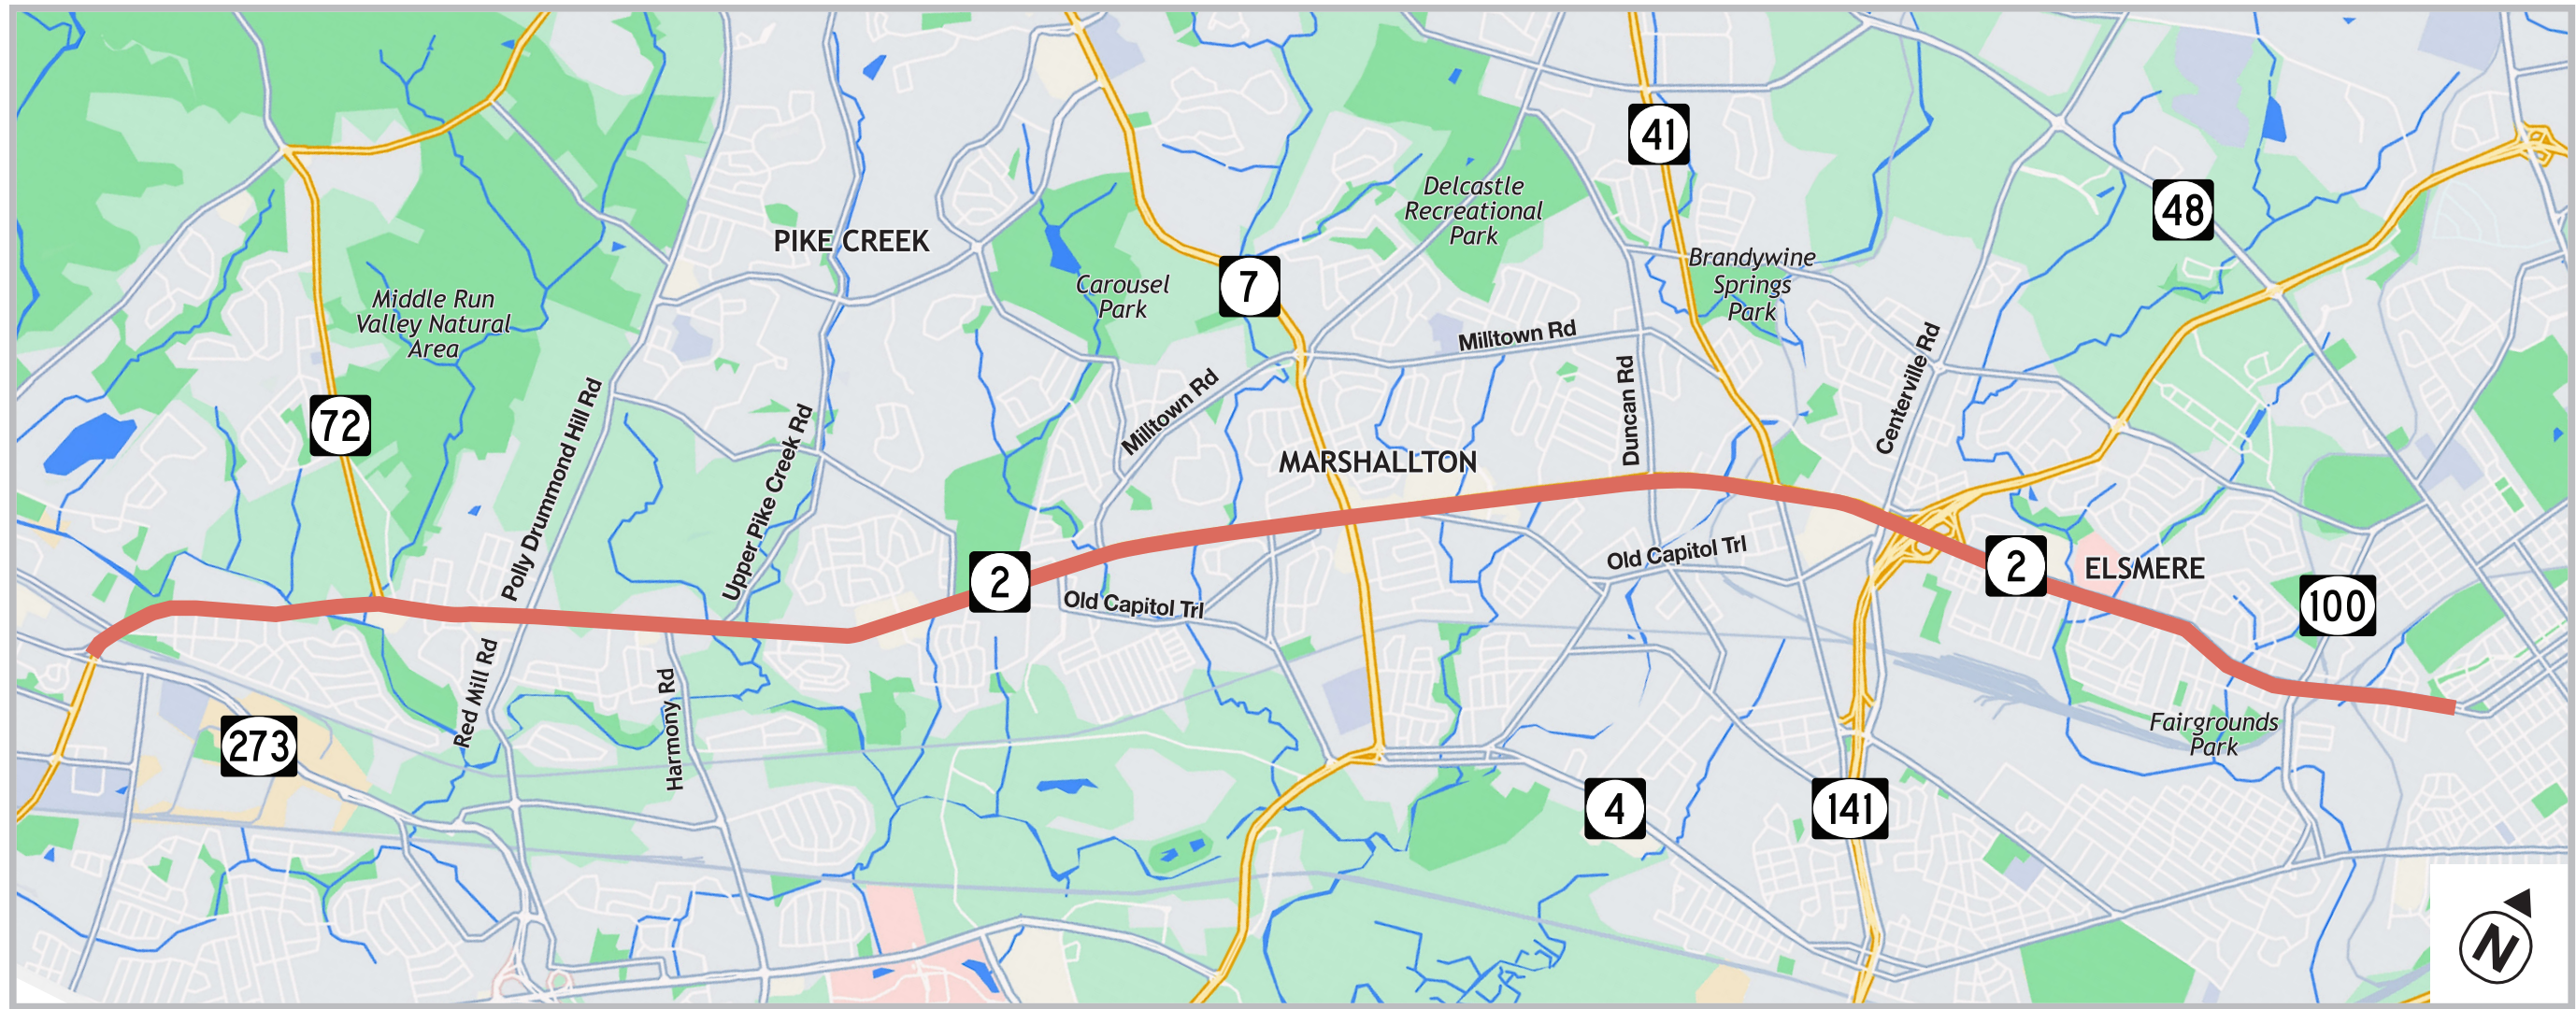 41
Delcastle
Recreational
Park
48
PIKE CREEK
Brandywine
Springs
Park
Carousel
Park
7
Middle Run
Valley Natural
Area
Milltown Rd
Centerville Rd
Duncan Rd
Milltown Rd
72
Polly Drummond Hill Rd
Upper Pike Creek Rd
MARSHALLTON
Old Capitol Trl
2
2
ELSMERE
Old Capitol Trl
100
Red Mill Rd
Harmony Rd
273
Fairgrounds
Park
4
141
N